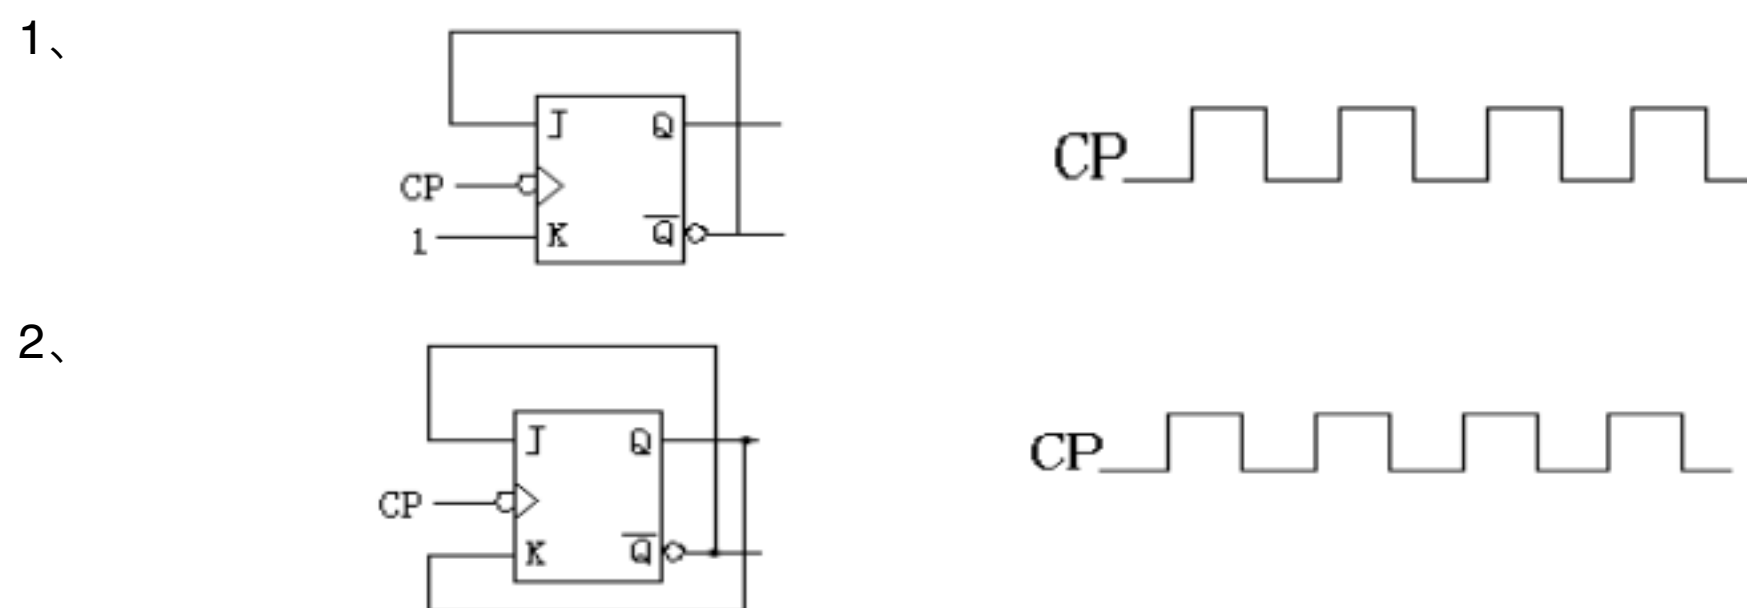 1、
J Q
CP CP
1 K Q̅
2、
J Q
CP CP
K Q̅